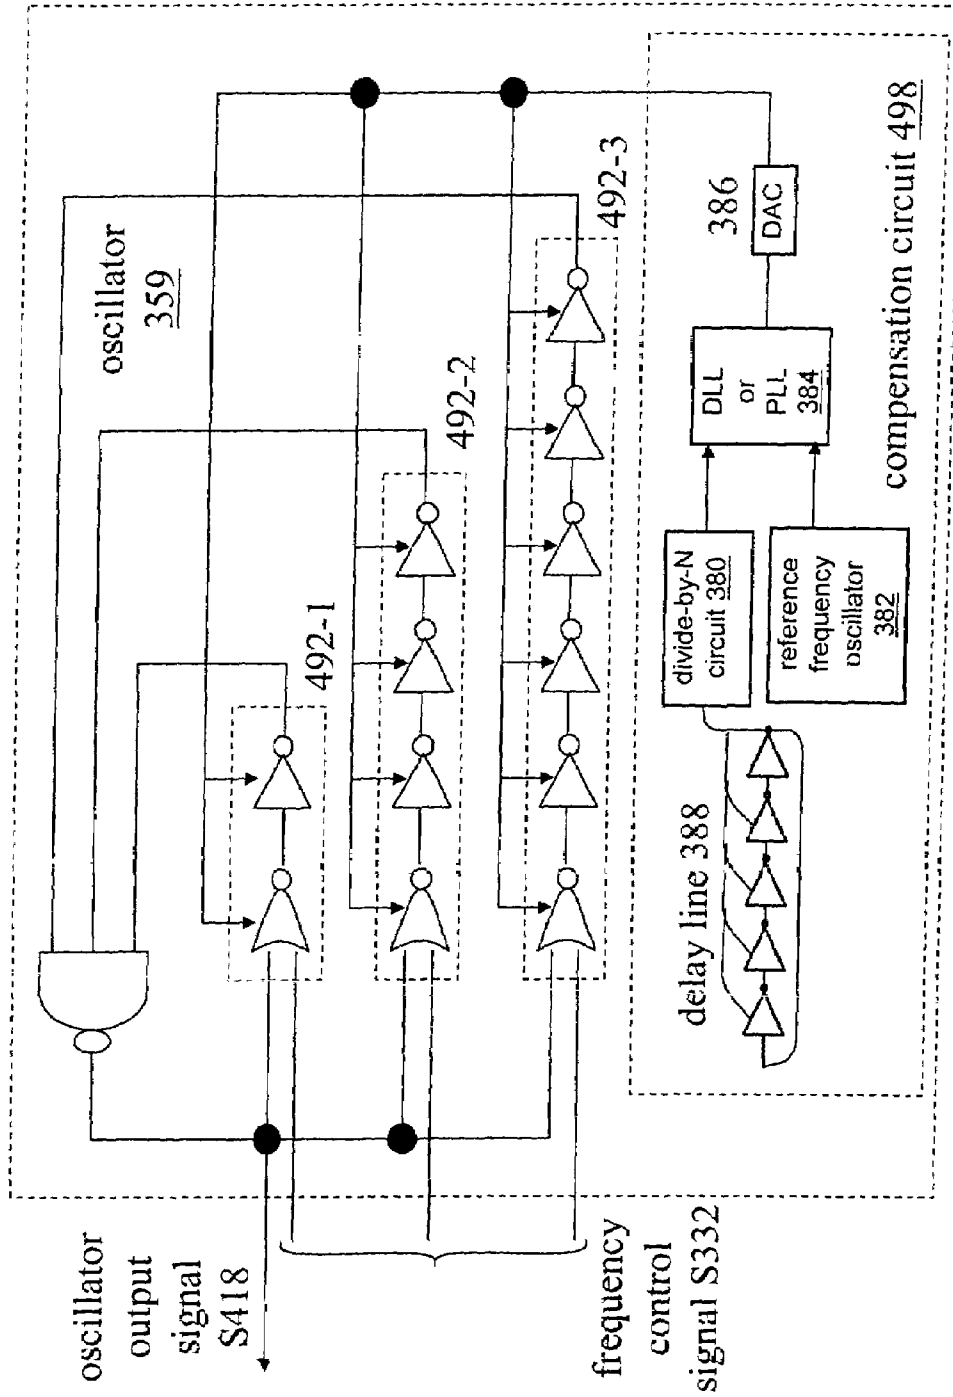 oscillator
output
signal
S418
frequency
control
signal S332
oscillator
359
492-1
492-2
492-3
delay line 388
divide-by-N
circuit 380
reference
frequency
oscillator
382
DLL
or
PLL
384
386
DAC
compensation circuit 498